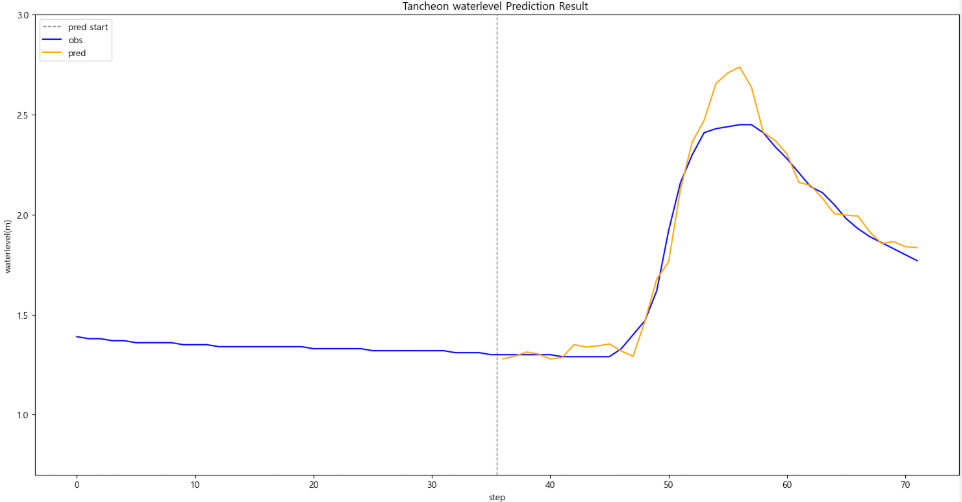 Tancheon waterlevel Prediction Result
pred start
obs
pred
3.0
2.5
2.0
1.5
1.0
waterlevel(m)
0 10 20 30 40 50 60 70
step